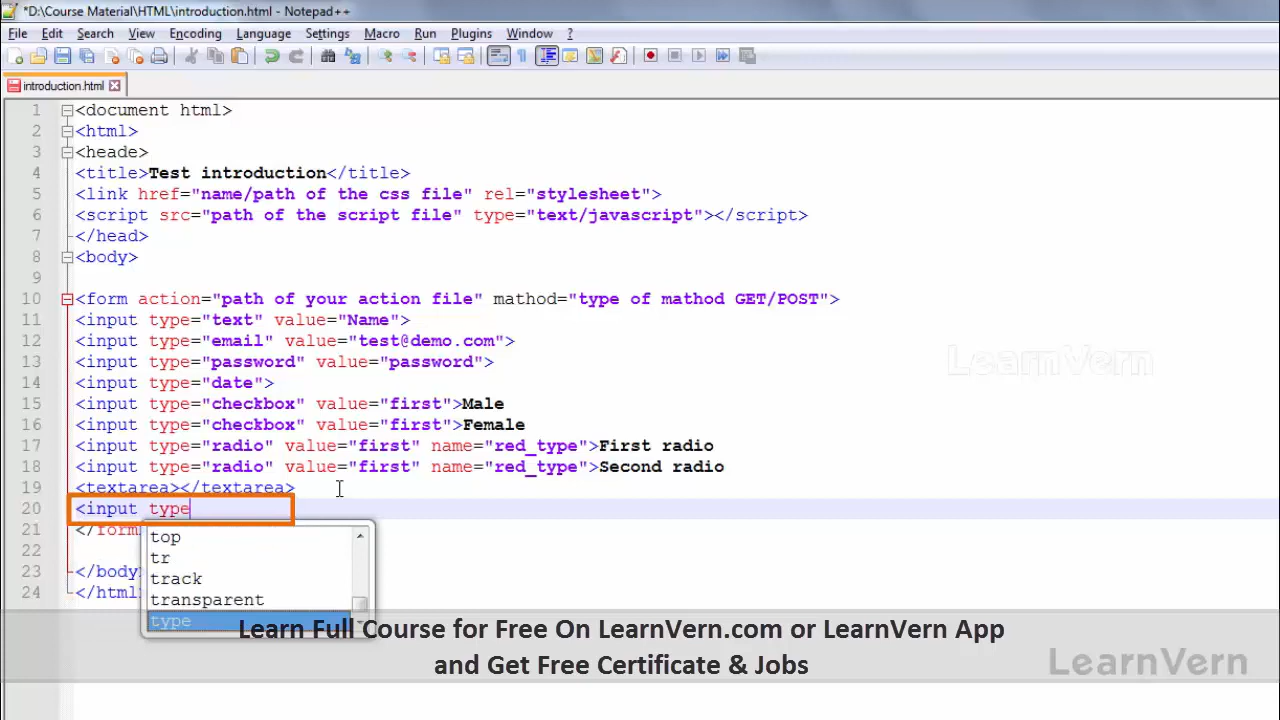 *D:\Course Material\HTML\introduction.html - Notepad++
File Edit Search View Encoding Language Settings Macro Run Plugins Window ?
introduction.html
1 <document html>
2 <html>
3 <heade>
4 <title>Test introduction</title>
5 <link href="name/path of the css file" rel="stylesheet">
6 <script src="path of the script file" type="text/javascript"></script>
7 </head>
8 <body>
9
10 <form action="path of your action file" mathod="type of mathod GET/POST">
11 <input type="text" value="Name">
12 <input type="email" value="test@demo.com">
13 <input type="password" value="password">
14 <input type="date">
15 <input type="checkbox" value="first">Male
16 <input type="checkbox" value="first">Female
17 <input type="radio" value="first" name="red_type">First radio
18 <input type="radio" value="first" name="red_type">Second radio
19 <textarea></textarea>
20 <input type
21 </form
22
23 </body
24 </html
top
tr
track
transparent
type
LearnVern
Learn Full Course for Free On LearnVern.com or LearnVern App
and Get Free Certificate & Jobs
LearnVern